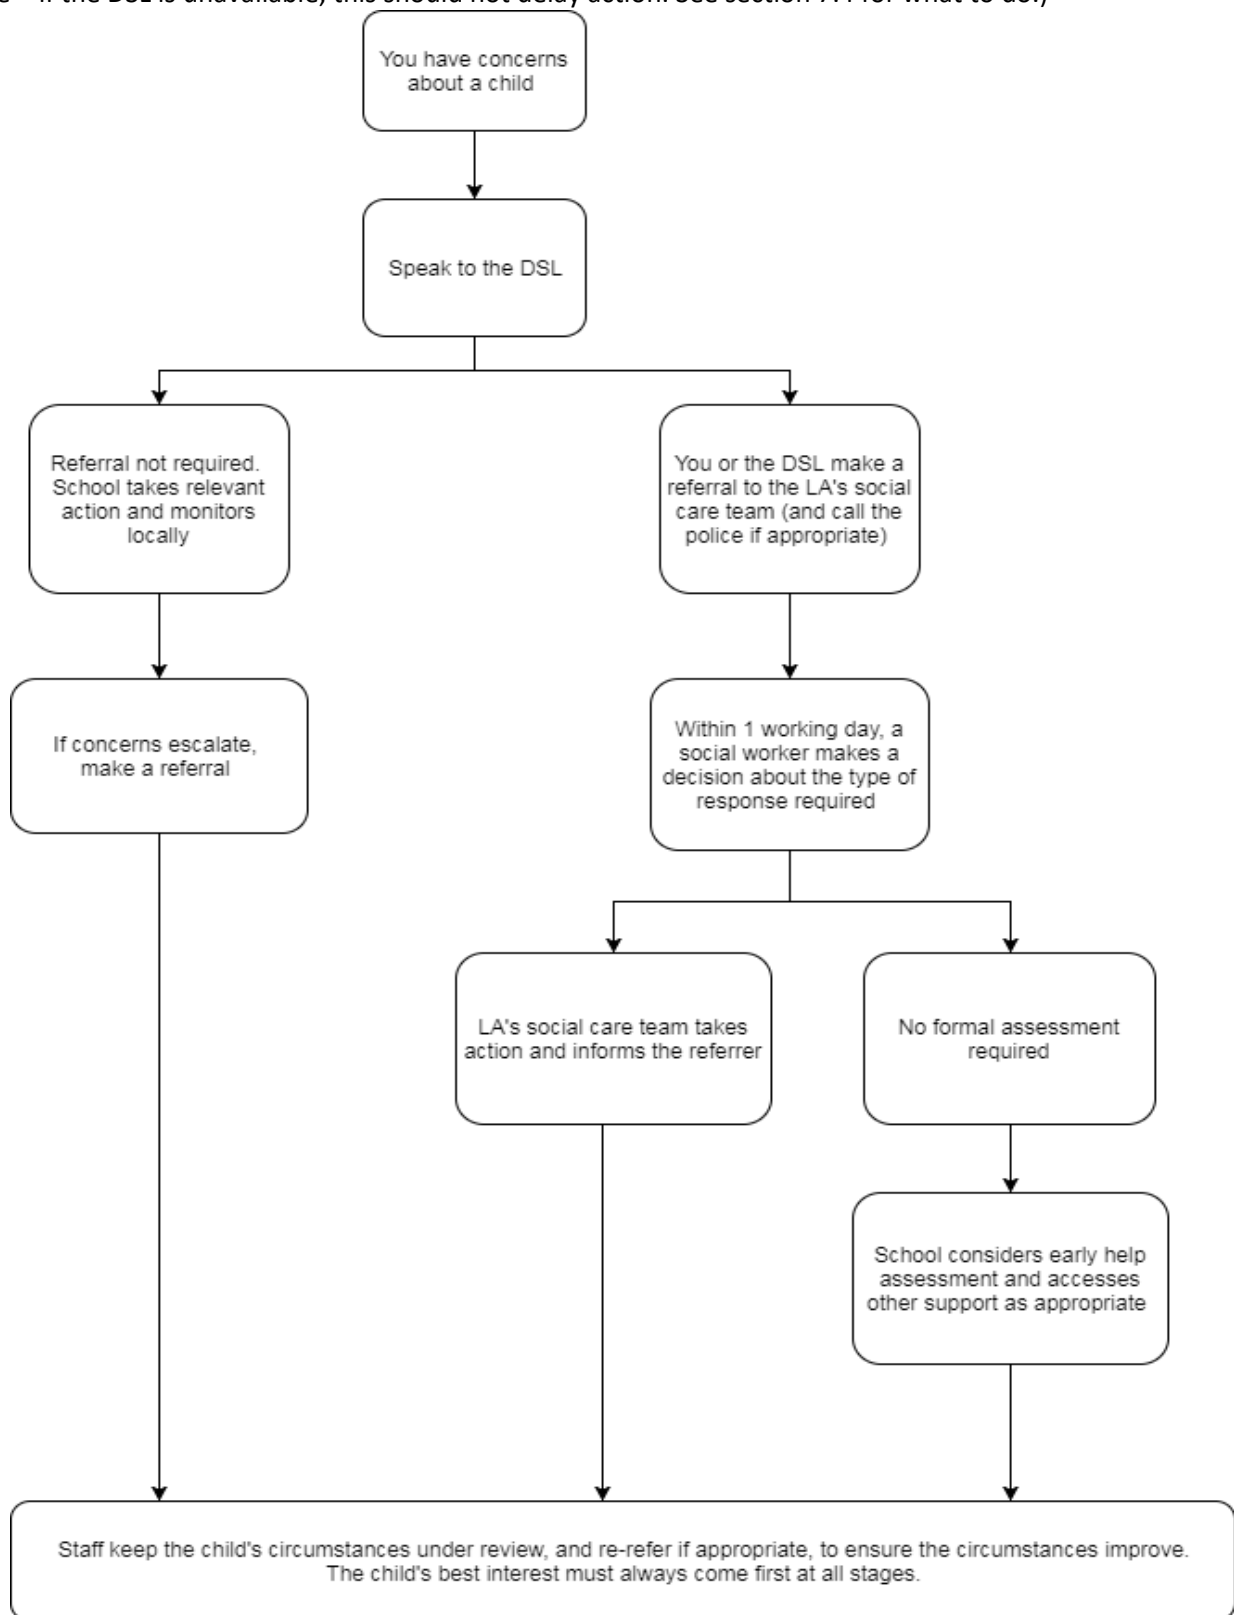 if the DSL is unavailable, this should not delay action. See section 7.4 for what to do.)
You have concerns
about a child
Speak to the DSL
Referral not required.
School takes relevant
action and monitors
locally
You or the DSL make a
referral to the LA's social
care team (and call the
police if appropriate)
If concerns escalate,
make a referral
Within 1 working day, a
social worker makes a
decision about the type of
response required
LA's social care team takes
action and informs the referrer
No formal assessment
required
School considers early help
assessment and accesses
other support as appropriate
Staff keep the child's circumstances under review, and re-refer if appropriate, to ensure the circumstances improve.
The child's best interest must always come first at all stages.